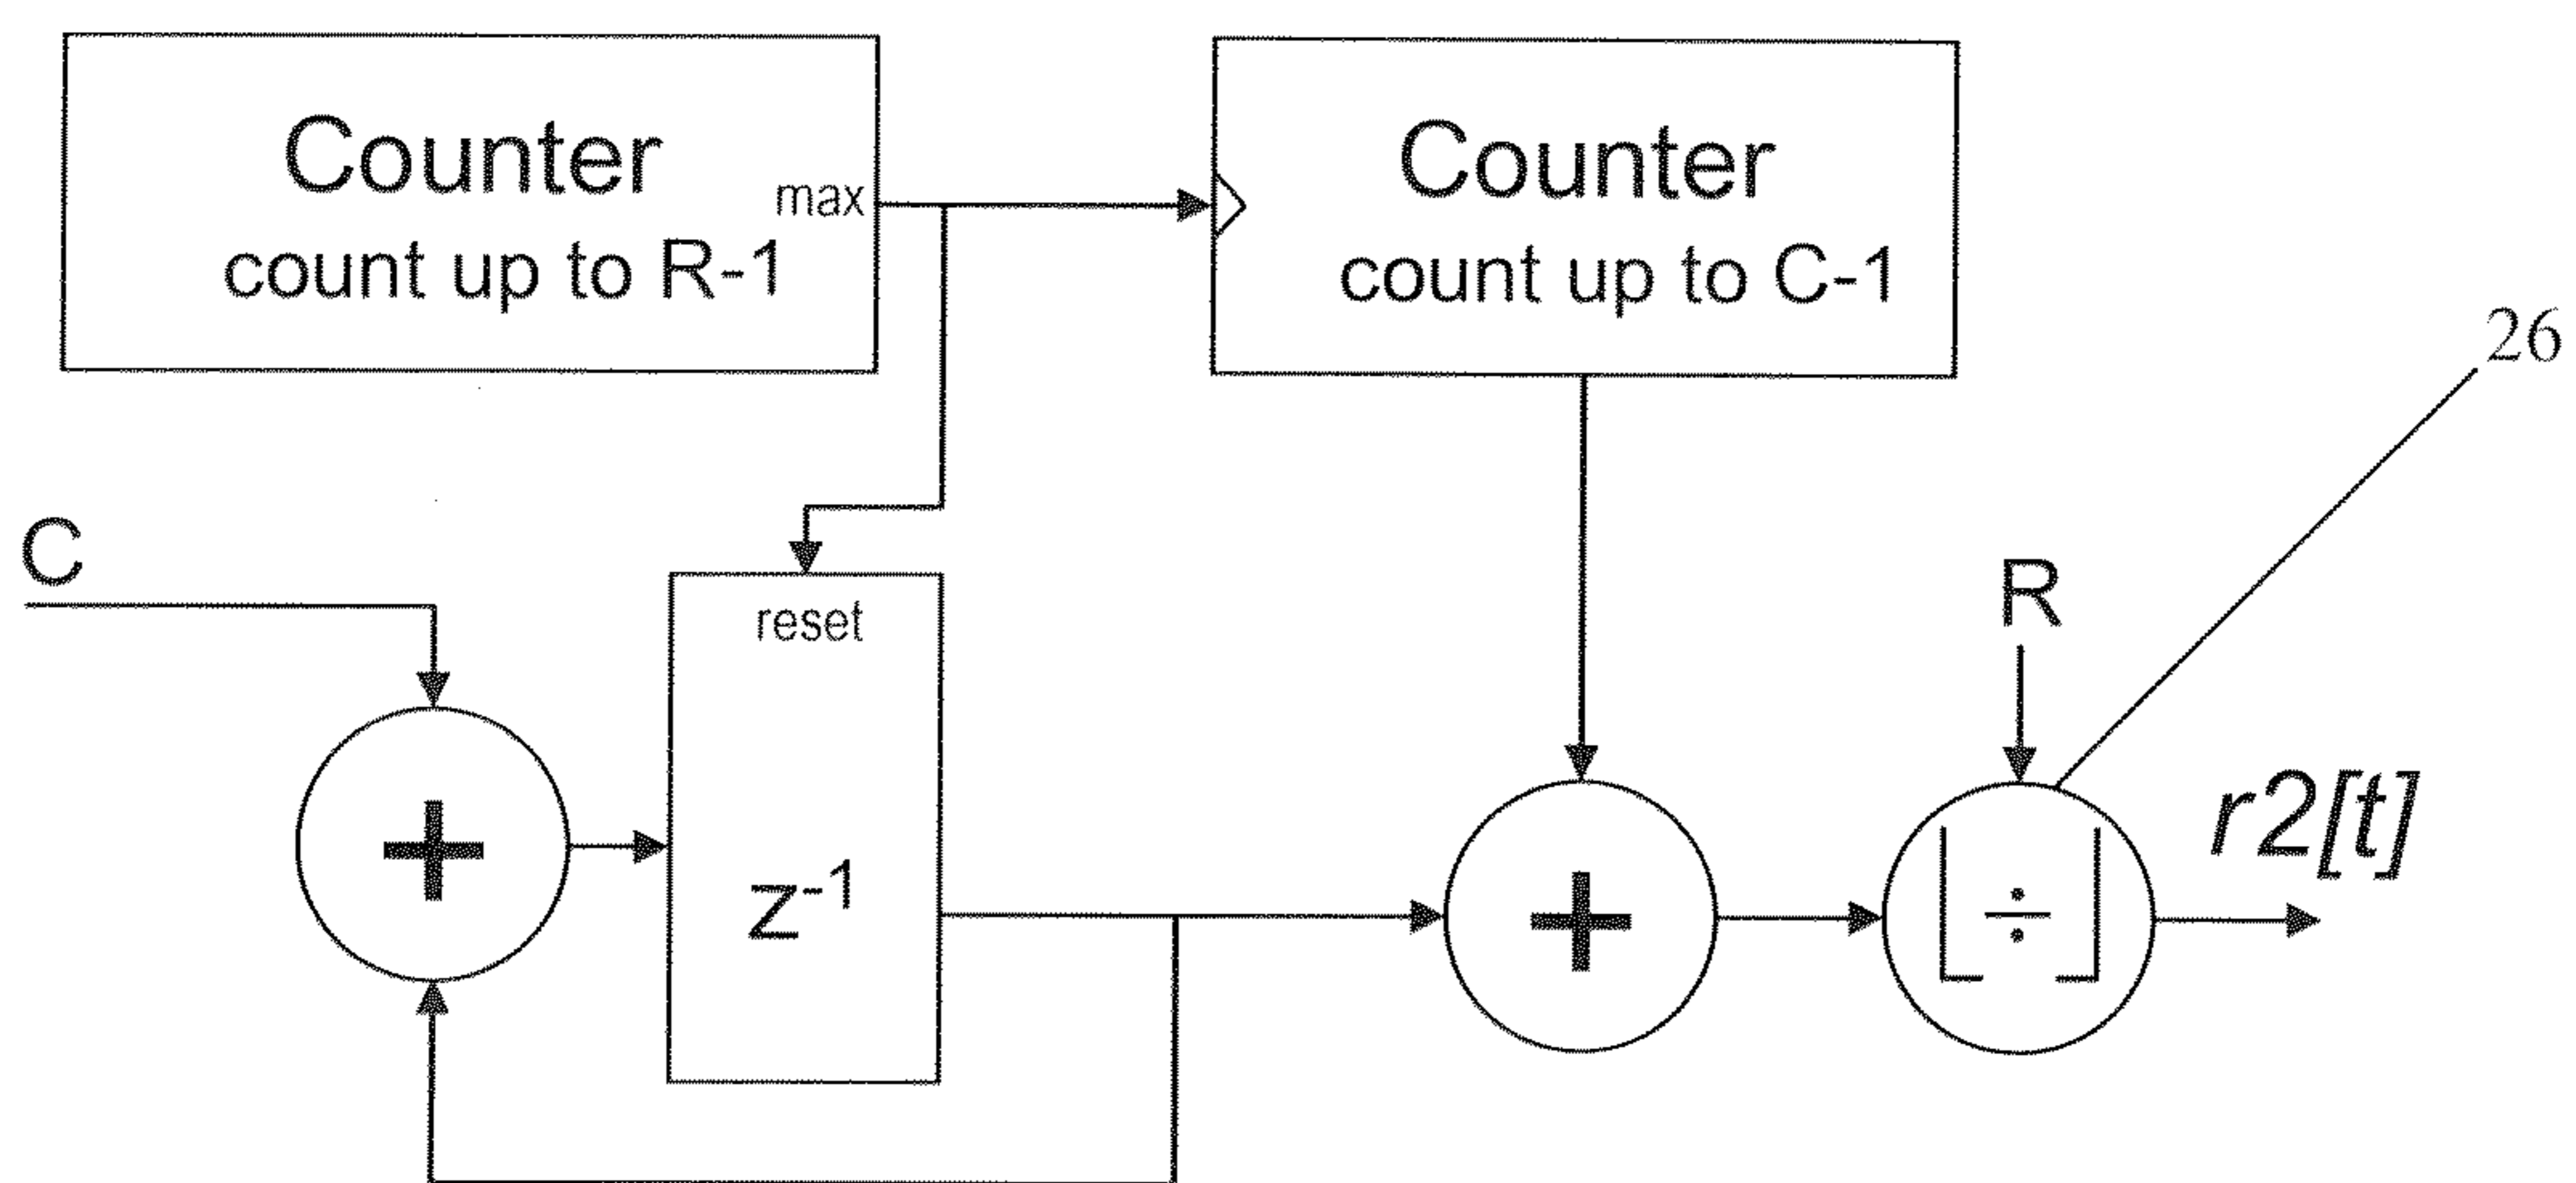 Counter
max
count up to R-1
Counter
count up to C-1
26
C
reset
R
+
z-1
+
÷
r2[t]